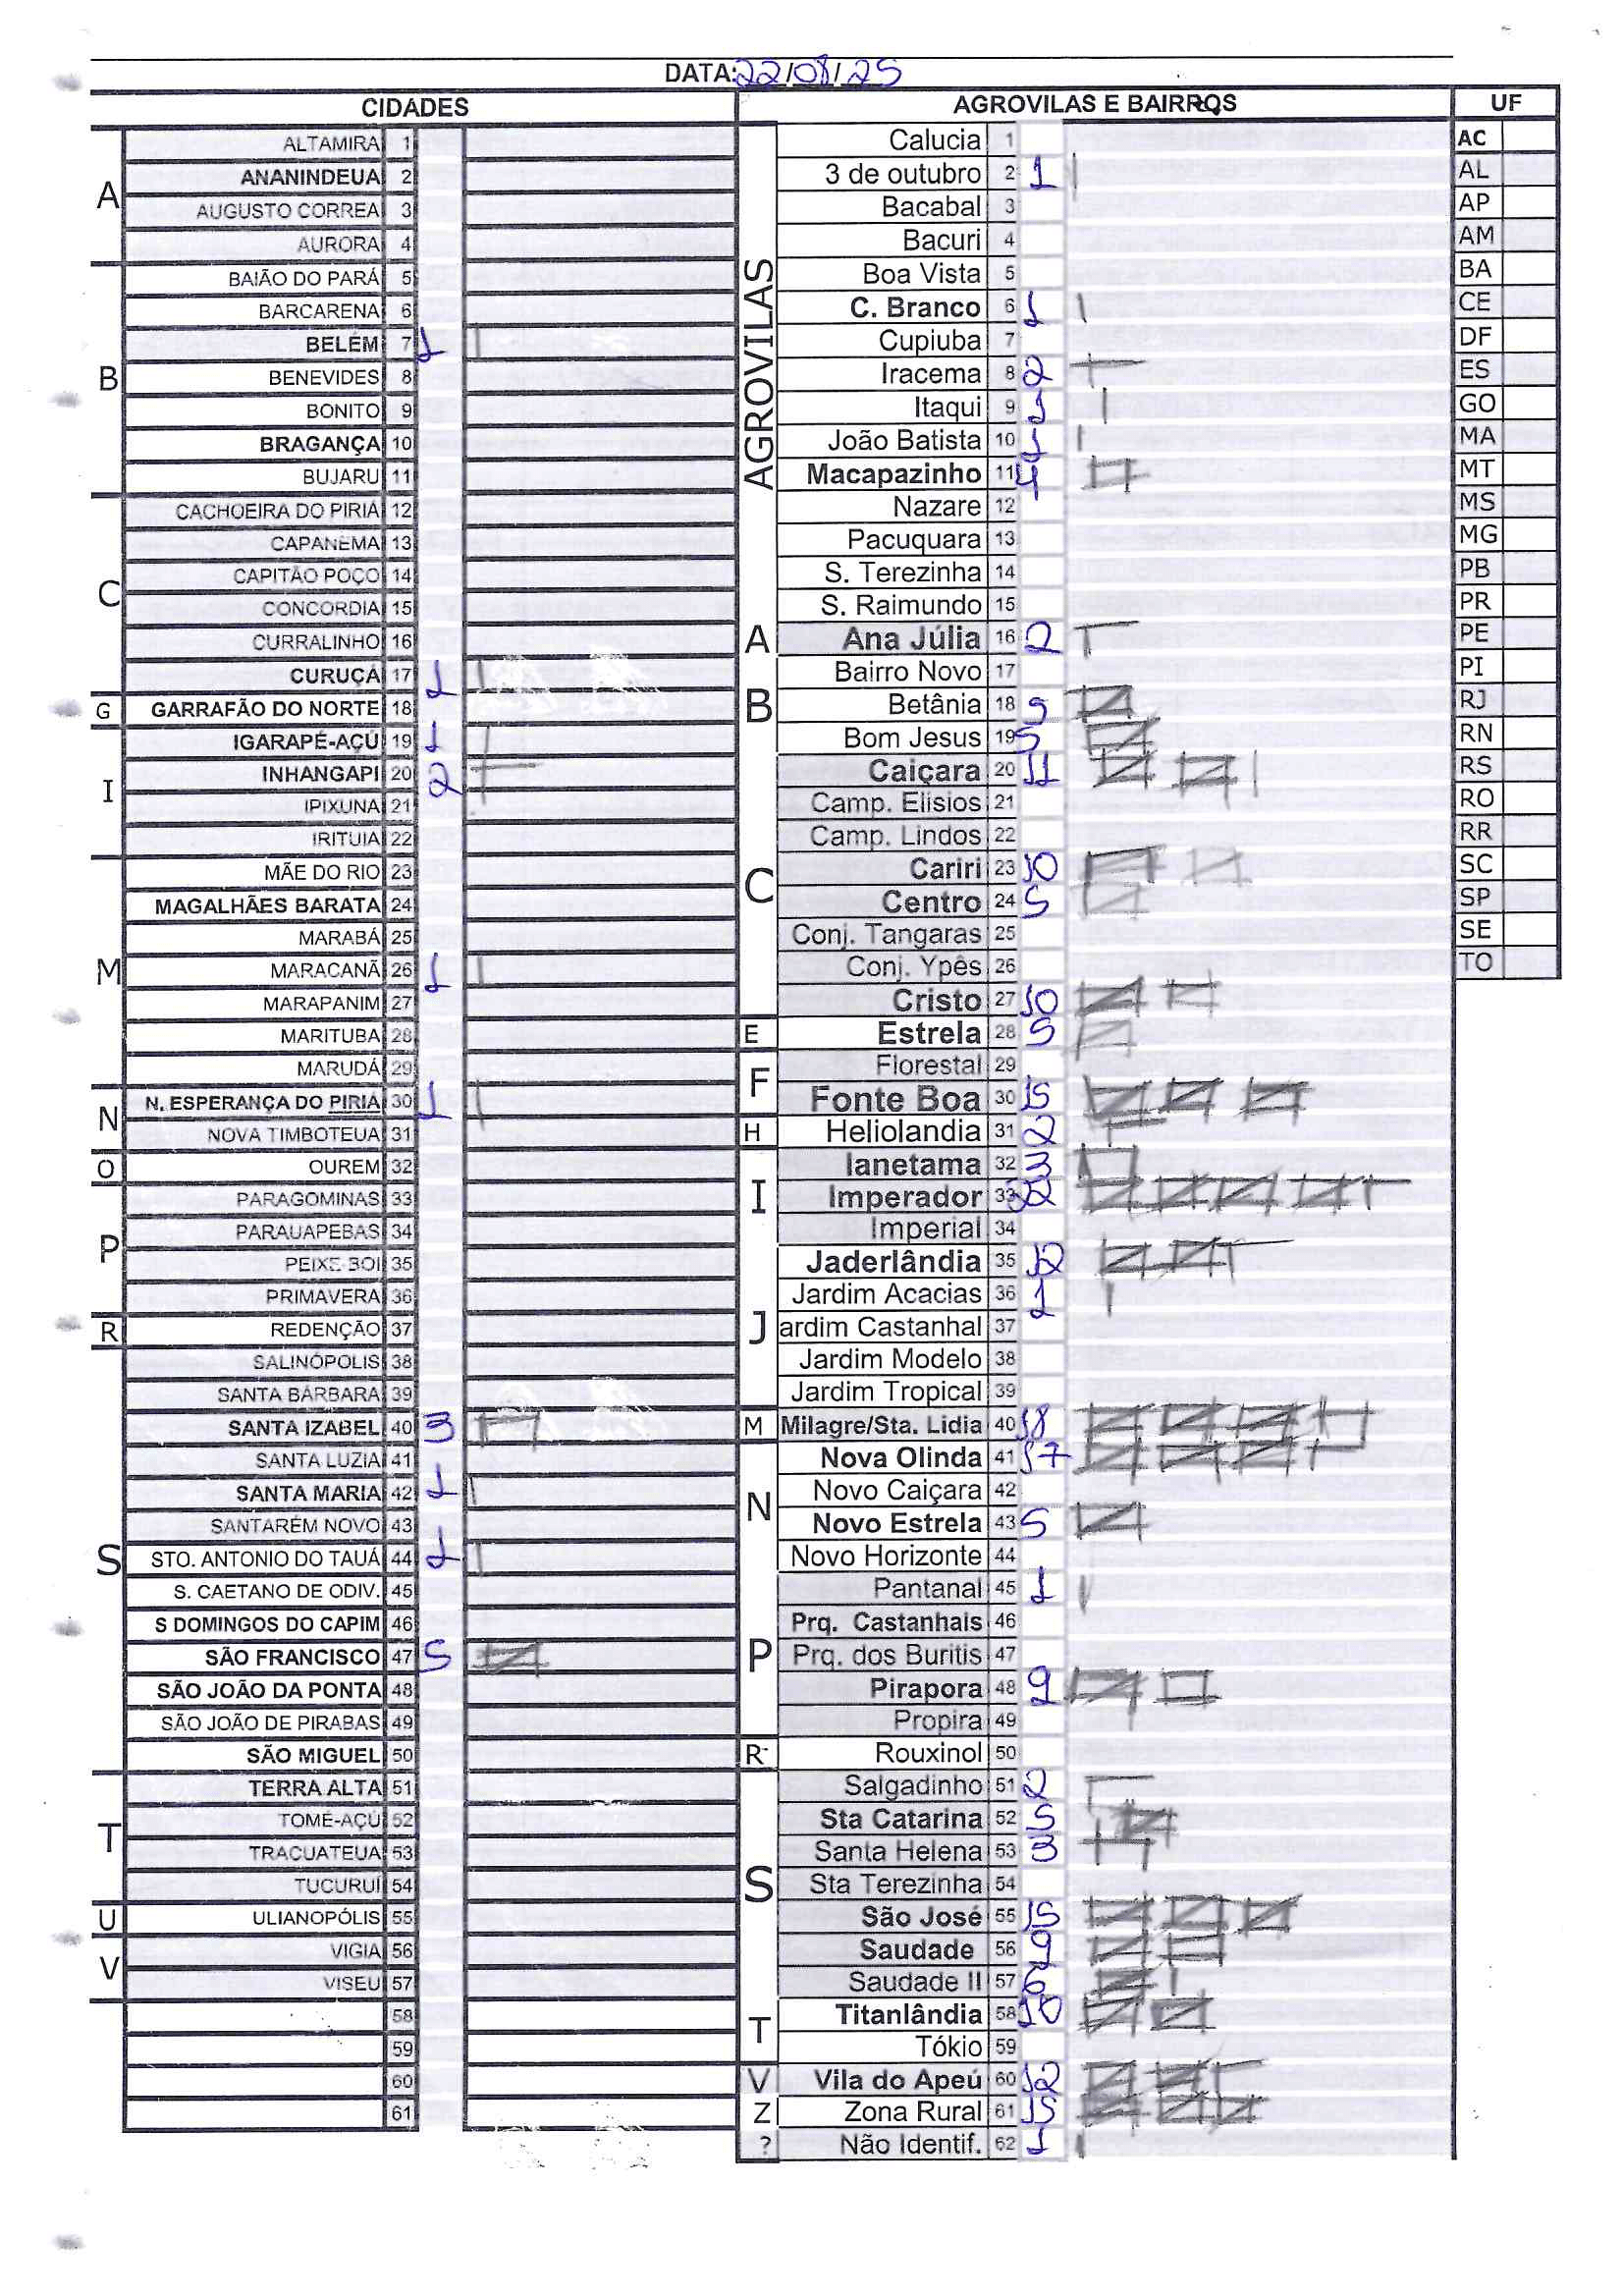 DATA: 22/08/25
CIDADES
AGROVILAS E BAIRROS
UF
A
ALTAMIRA 1
ANANINDEUA 2
AUGUSTO CORREA 3
AURORA 4
B
BAIÃO DO PARÁ 5
BARCARENA 6
BELÉM 7 1
BENEVIDES 8
BONITO 9
BRAGANÇA 10
BUJARU 11
C
CACHOEIRA DO PIRIÁ 12
CAPANEMA 13
CAPITÃO POÇO 14
CONCORDIA 15
CURRALINHO 16
CURUÇÁ 17 1
G
GARRAFÃO DO NORTE 18
I
IGARAPÉ-AÇÚ 19 1
INHANGAPI 20 2
IPIXUNA 21
IRITUIA 22
M
MÃE DO RIO 23
MAGALHÃES BARATA 24
MARABÁ 25
MARACANÃ 26 1
MARAPANIM 27
MARITUBA 28
MARUDÁ 29
N
N. ESPERANÇA DO PIRIA 30 1
NOVA TIMBOTEUA 31
O
OUREM 32
P
PARAGOMINAS 33
PARAUAPEBAS 34
PEIXE BOI 35
PRIMAVERA 36
R
REDENÇÃO 37
S
SALINÓPOLIS 38
SANTA BÁRBARA 39
SANTA IZABEL 40 3
SANTA LUZIA 41
SANTA MARIA 42 1
SANTARÉM NOVO 43
STO. ANTONIO DO TAUÁ 44 1
S. CAETANO DE ODIV. 45
S DOMINGOS DO CAPIM 46
SÃO FRANCISCO 47 5
SÃO JOÃO DA PONTA 48
SÃO JOÃO DE PIRABAS 49
SÃO MIGUEL 50
T
TERRA ALTA 51
TOMÉ-AÇÚ 52
TRACUATEUA 53
TUCURUÍ 54
U
ULIANOPÓLIS 55
V
VIGIA 56
VISEU 57
58
59
60
61
AGROVILAS
Calucia 1
3 de outubro 2 1
Bacabal 3
Bacuri 4
Boa Vista 5
C. Branco 6 1
Cupiuba 7
Iracema 8 2
Itaqui 9 1
João Batista 10 1
Macapazinho 11 4
Nazare 12
Pacuquara 13
S. Terezinha 14
S. Raimundo 15
A
Ana Júlia 16 2
B
Bairro Novo 17
Betânia 18 5
Bom Jesus 19 5
C
Caiçara 20 11
Camp. Elisios 21
Camp. Lindos 22
Cariri 23 10
Centro 24 5
Conj. Tangaras 25
Conj. Ypês 26
Cristo 27 10
E
Estrela 28 5
F
Florestal 29
Fonte Boa 30 15
H
Heliolandia 31 2
I
Ianetama 32 3
Imperador 33 22
Imperial 34
J
Jaderlândia 35 12
Jardim Acacias 36 1
ardim Castanhal 37
Jardim Modelo 38
Jardim Tropical 39
M
Milagre/Sta. Lidia 40 18
N
Nova Olinda 41 17
Novo Caiçara 42
Novo Estrela 43 5
Novo Horizonte 44
P
Pantanal 45 1
Prq. Castanhais 46
Prq. dos Buritis 47
Pirapora 48 9
Propira 49
R
Rouxinol 50
S
Salgadinho 51 2
Sta Catarina 52 5
Santa Helena 53 3
Sta Terezinha 54
São José 55 15
Saudade 56 9
Saudade II 57 6
T
Titanlândia 58 10
Tókio 59
V
Vila do Apeú 60 12
Z
Zona Rural 61 15
?
Não Identif. 62 1
AC
AL
AP
AM
BA
CE
DF
ES
GO
MA
MT
MS
MG
PB
PR
PE
PI
RJ
RN
RS
RO
RR
SC
SP
SE
TO